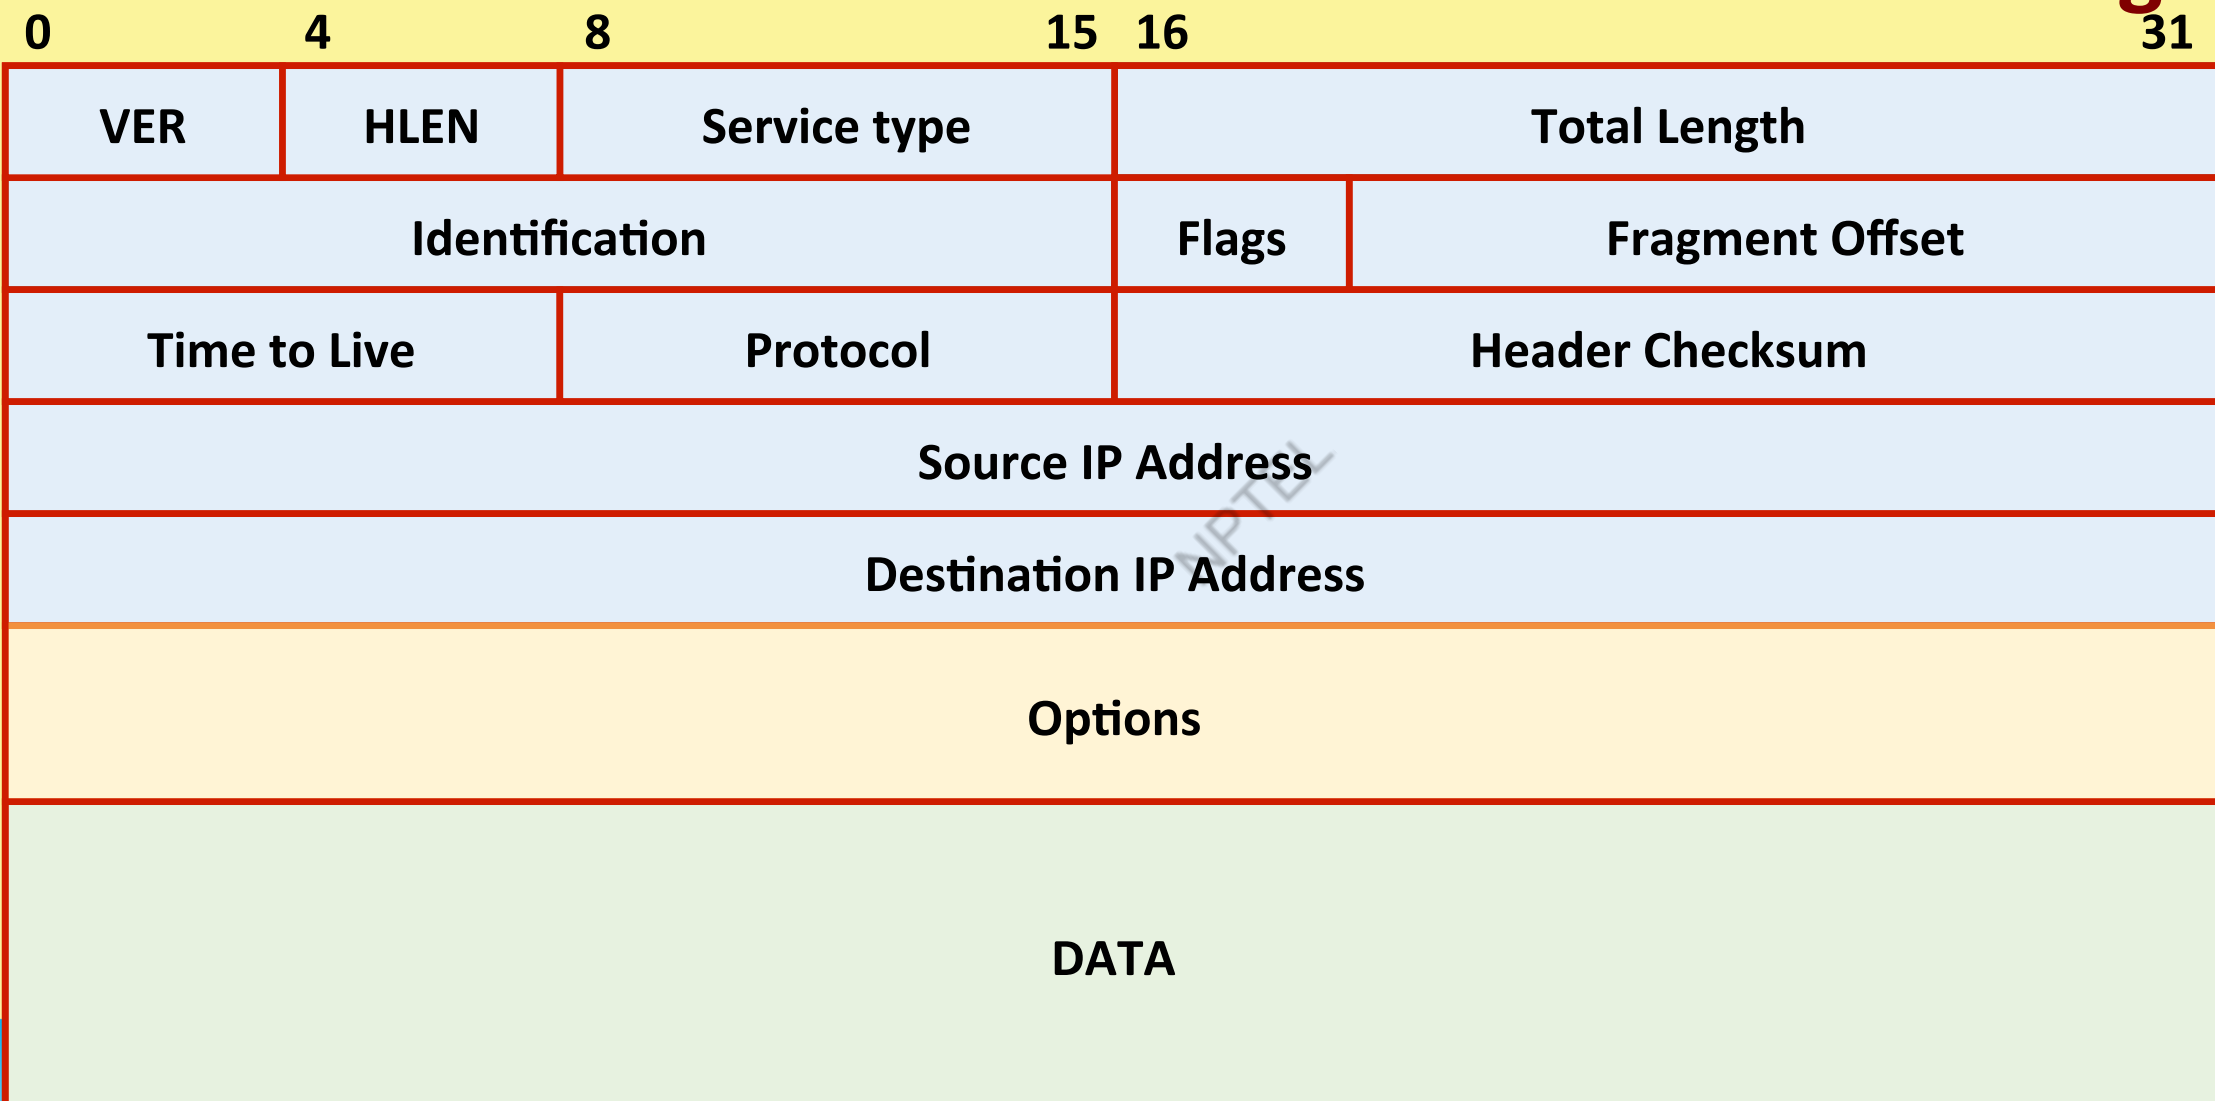 0 4 8 15 16 31
VER HLEN Service type Total Length
Identification Flags Fragment Offset
Time to Live Protocol Header Checksum
Source IP Address
NPTEL
Destination IP Address
Options
DATA